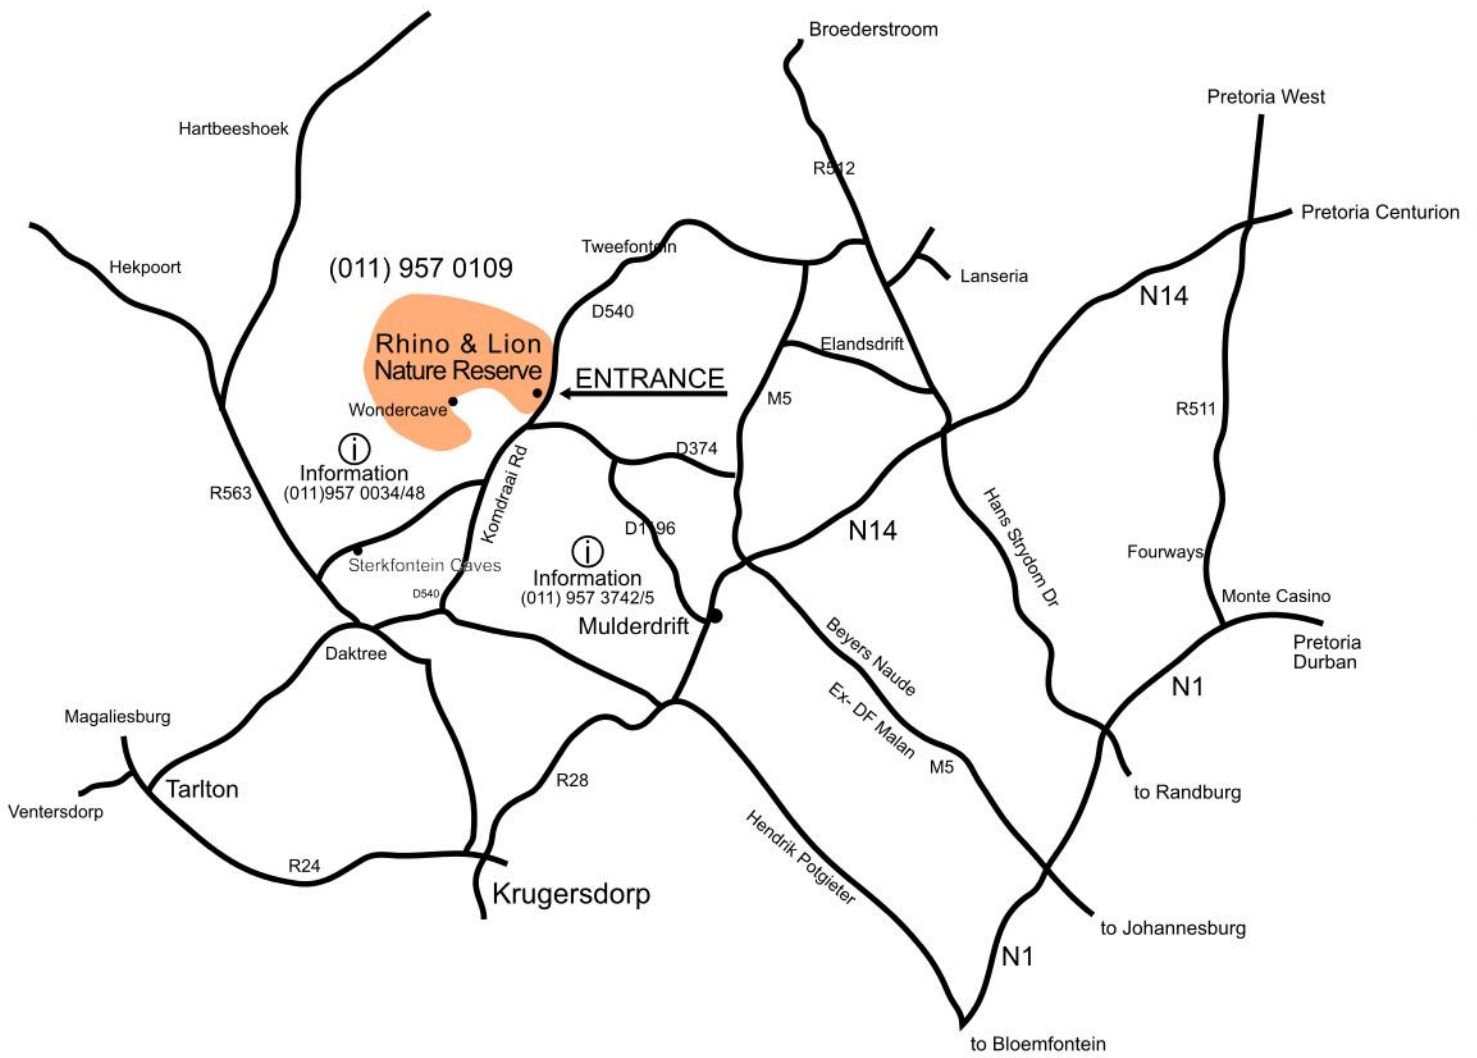 Broederstroom
Pretoria West
Hartbeeshoek
R512
Pretoria Centurion
Tweefontein
Hekpoort
(011) 957 0109
Lanseria
N14
D540
Rhino & Lion
Nature Reserve
Elandsdrift
ENTRANCE
Wondercave
M5
R511
D374
Information
(011)957 0034/48
R563
Komdraai Rd
Hans Strydom Dr
D1196
N14
Fourways
Sterkfontein Caves
Information
(011) 957 3742/5
D540
Monte Casino
Mulderdrift
Pretoria
Durban
Daktree
Beyers Naude
N1
Magaliesburg
Ex- DF Malan
M5
R28
Tarlton
to Randburg
Ventersdorp
Hendrik Potgieter
R24
Krugersdorp
to Johannesburg
N1
to Bloemfontein